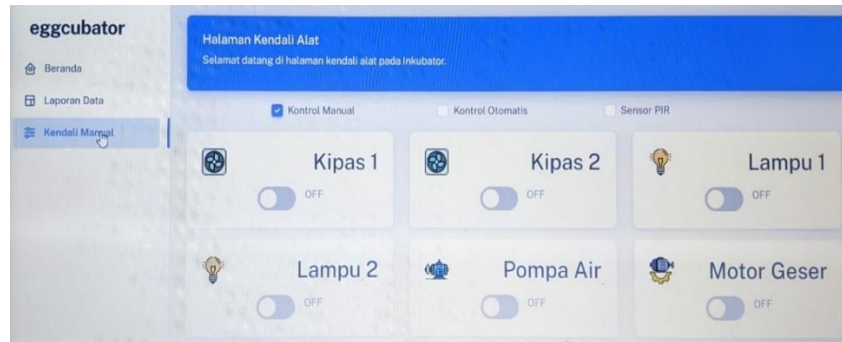 eggcubator
Beranda
Laporan Data
Kendali Manual
Halaman Kendali Alat
Selamat datang di halaman kendali alat pada Inkubator.
Kontrol Manual
Kontrol Otomatis
Sensor PIR
Kipas 1
OFF
Kipas 2
OFF
Lampu 1
OFF
Lampu 2
OFF
Pompa Air
OFF
Motor Geser
OFF